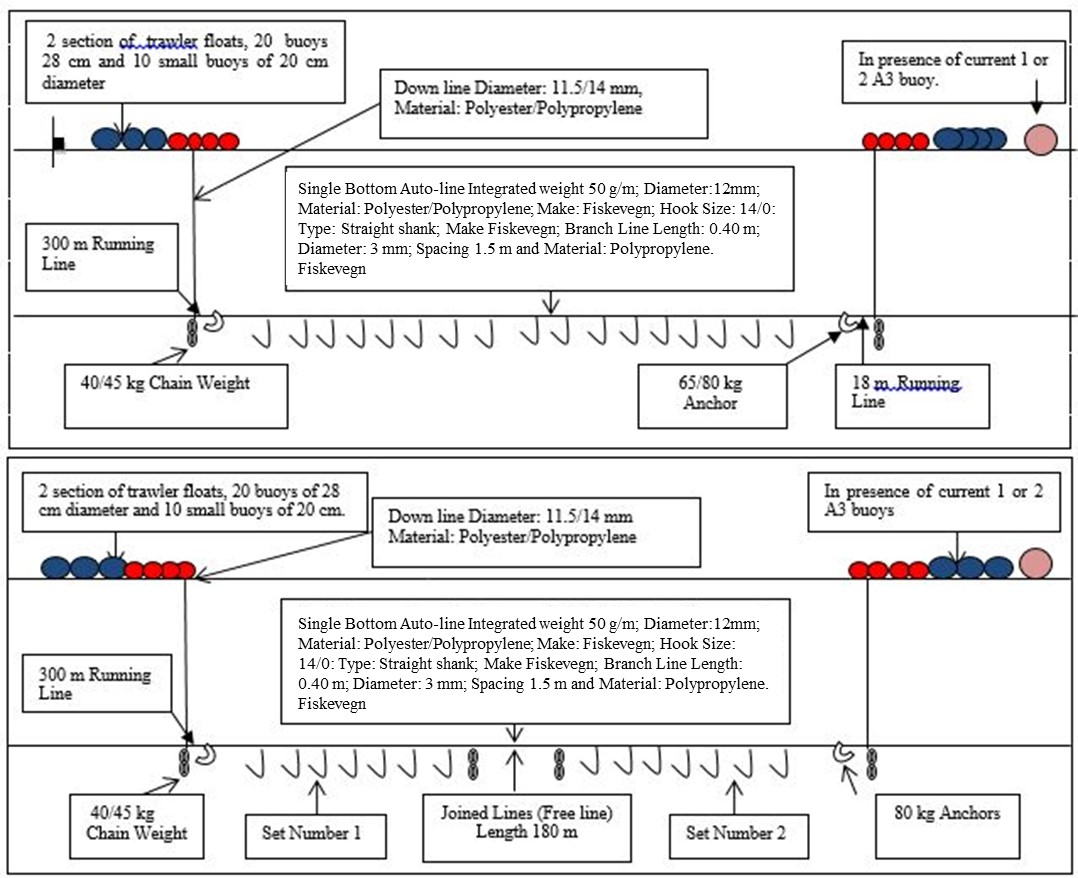 2 section of trawler floats, 20 buoys
28 cm and 10 small buoys of 20 cm
diameter
In presence of current 1 or
2 A3 buoy.
Down line Diameter: 11.5/14 mm,
Material: Polyester/Polypropylene
Single Bottom Auto-line Integrated weight 50 g/m; Diameter:12mm;
Material: Polyester/Polypropylene; Make: Fiskevegn; Hook Size: 14/0:
Type: Straight shank; Make Fiskevegn; Branch Line Length: 0.40 m;
Diameter: 3 mm; Spacing 1.5 m and Material: Polypropylene.
Fiskevegn
300 m Running
Line
40/45 kg Chain Weight
65/80 kg
Anchor
18 m Running
Line
2 section of trawler floats, 20 buoys of 28
cm diameter and 10 small buoys of 20 cm.
In presence of current 1 or 2
A3 buoys
Down line Diameter: 11.5/14 mm
Material: Polyester/Polypropylene
Single Bottom Auto-line Integrated weight 50 g/m; Diameter:12mm;
Material: Polyester/Polypropylene; Make: Fiskevegn; Hook Size:
14/0: Type: Straight shank; Make Fiskevegn; Branch Line Length:
0.40 m; Diameter: 3 mm; Spacing 1.5 m and Material: Polypropylene.
Fiskevegn
300 m Running
Line
40/45 kg
Chain Weight
Set Number 1
Joined Lines (Free line)
Length 180 m
Set Number 2
80 kg Anchors